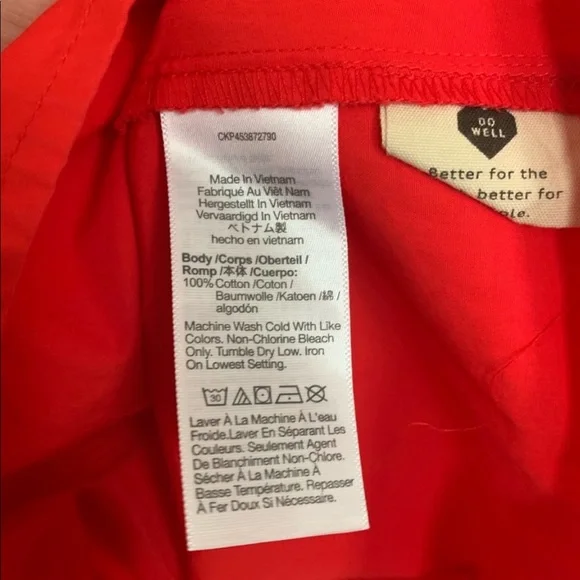 CKP453872790
Made In Vietnam
Fabriqué Au Viêt Nam
Hergestellt In Vietnam
Vervaardigd In Vietnam
ベトナム製
hecho en vietnam
Body /Corps /Oberteil /
Romp /本体 /Cuerpo:
100% Cotton /Coton /
Baumwolle /Katoen /綿 /
algodón
Machine Wash Cold With Like
Colors. Non-Chlorine Bleach
Only. Tumble Dry Low. Iron
On Lowest Setting.
30
Laver À La Machine À L'eau
Froide.Laver En Séparant Les
Couleurs. Seulement Agent
De Blanchiment Non-Chlore.
Sécher À La Machine À
Basse Température. Repasser
À Fer Doux Si Nécessaire.
DO
WELL
Better for the
better for